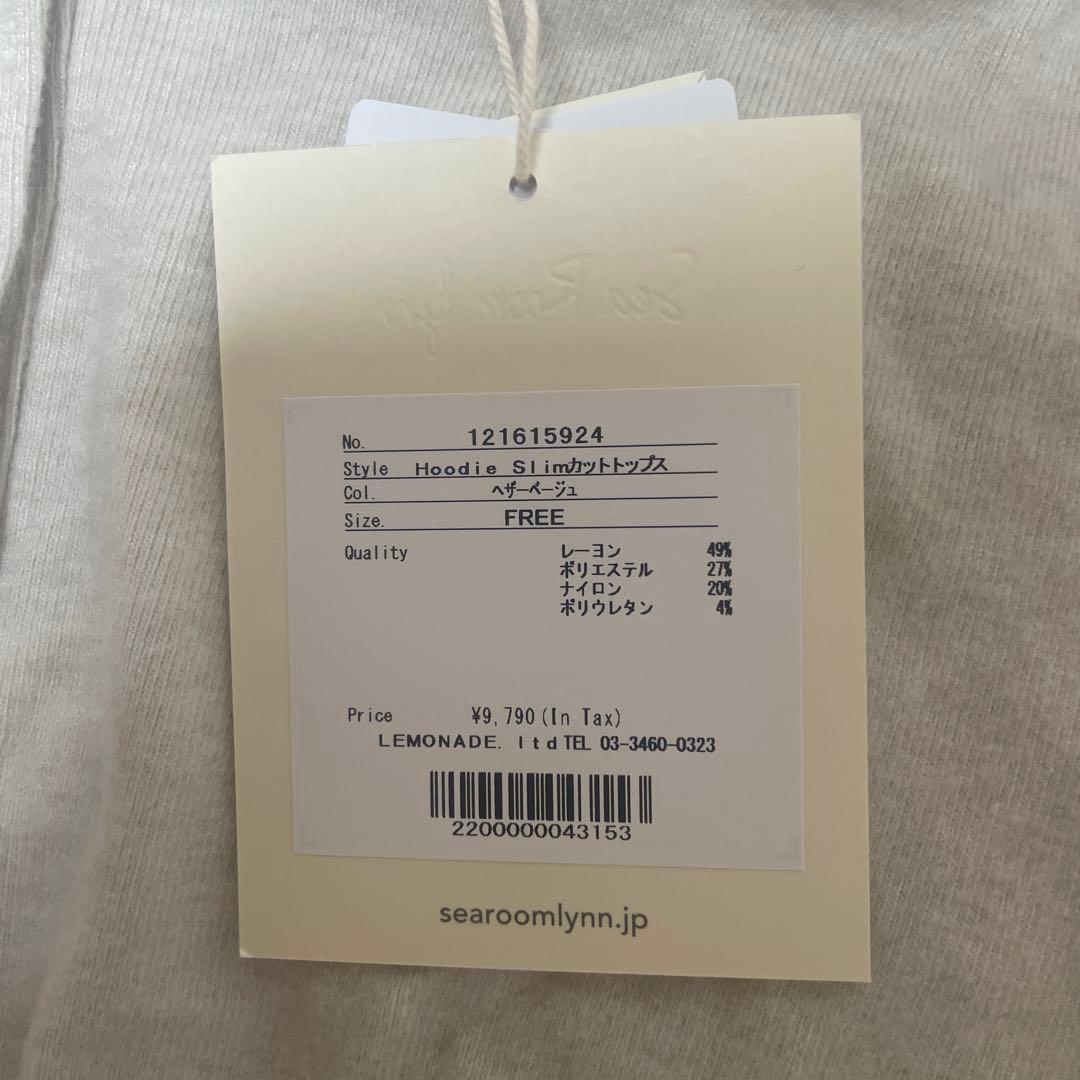 Sea Room lynn
No. 121615924
Style Hoodie Slimカットトップス
Col. ヘザーベージュ
Size. FREE
Quality レーヨン 49%
ポリエステル 27%
ナイロン 20%
ポリウレタン 4%
Price ¥9,790(In Tax)
LEMONADE. ltd TEL 03-3460-0323
2200000043153
searoomlynn.jp